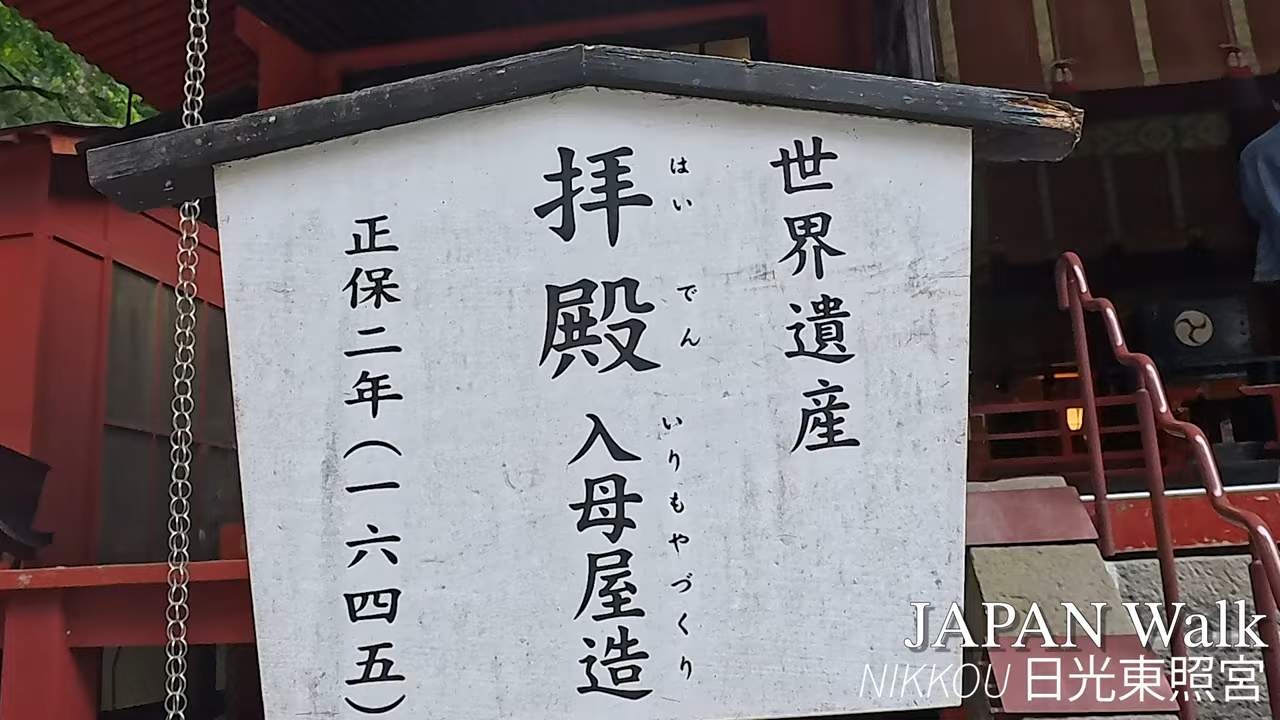 世界遺産
はいでん いりもやづくり
拝殿 入母屋造
正保二年(一六四五)
JAPAN Walk
NIKKOU 日光東照宮